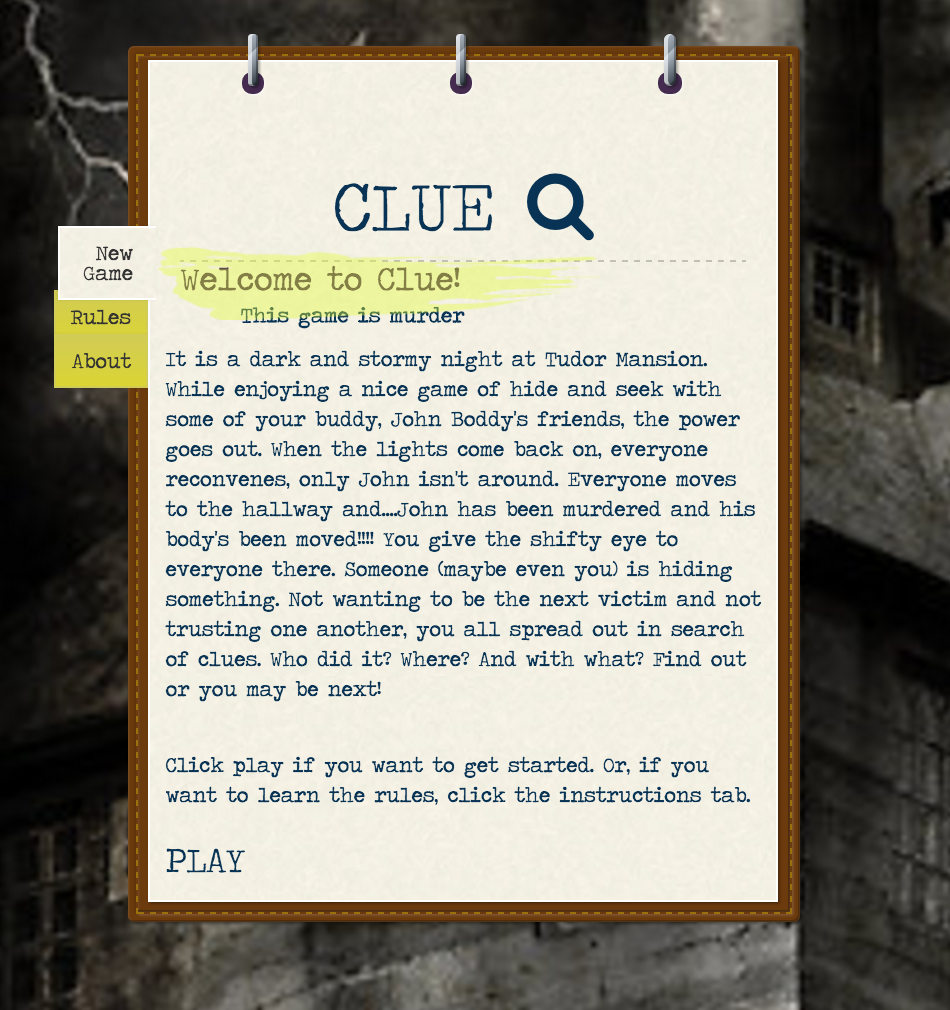 CLUE
New
Game
Rules
About
Welcome to Clue!
This game is murder
It is a dark and stormy night at Tudor Mansion.
While enjoying a nice game of hide and seek with
some of your buddy, John Boddy's friends, the power
goes out. When the lights come back on, everyone
reconvenes, only John isn't around. Everyone moves
to the hallway and....John has been murdered and his
body's been moved!!!! You give the shifty eye to
everyone there. Someone (maybe even you) is hiding
something. Not wanting to be the next victim and not
trusting one another, you all spread out in search
of clues. Who did it? Where? And with what? Find out
or you may be next!
Click play if you want to get started. Or, if you
want to learn the rules, click the instructions tab.
PLAY